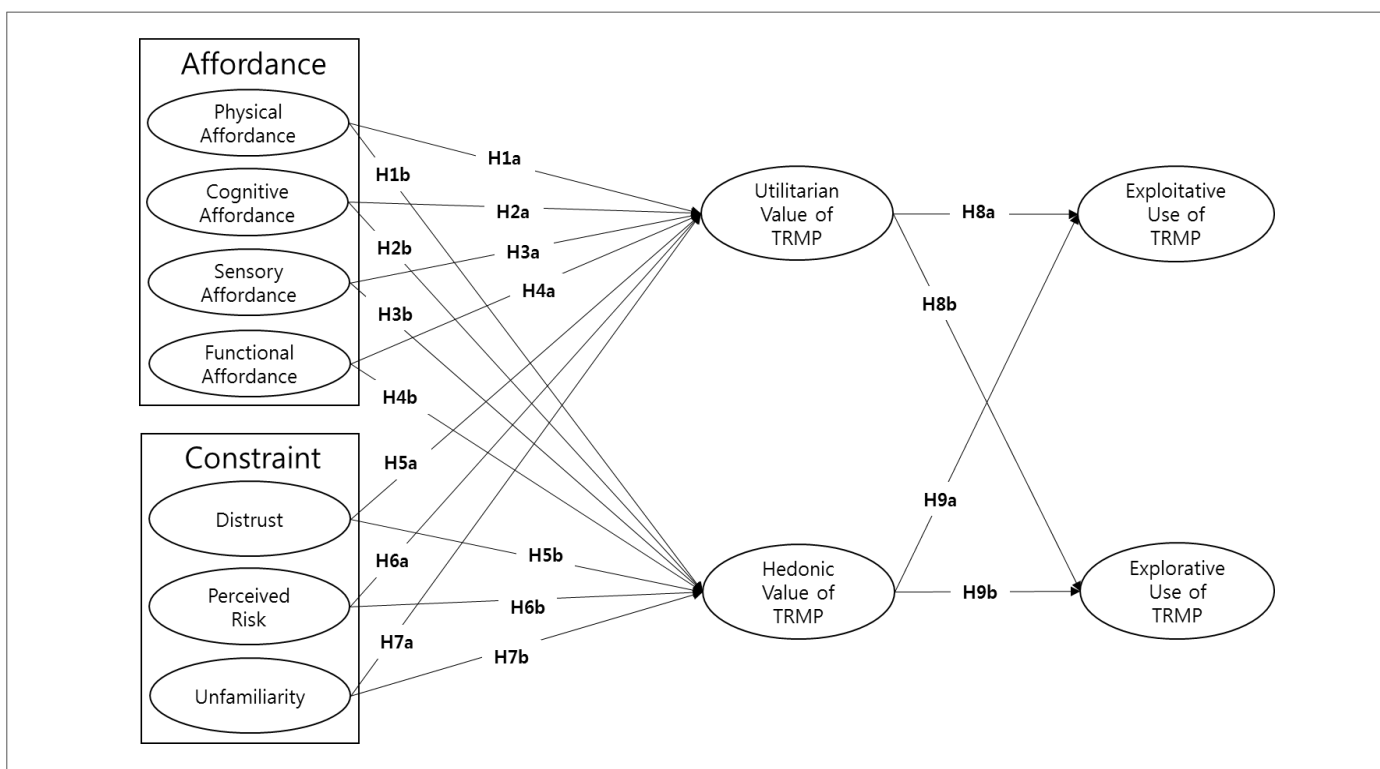 Affordance
Physical
Affordance
Cognitive
Affordance
Sensory
Affordance
Functional
Affordance
Constraint
Distrust
Perceived
Risk
Unfamiliarity
H1a
H1b
H2a
H2b
H3a
H3b
H4a
H4b
H5a
H5b
H6a
H6b
H7a
H7b
Utilitarian
Value of
TRMP
Hedonic
Value of
TRMP
H8a
H8b
H9a
H9b
Exploitative
Use of
TRMP
Explorative
Use of
TRMP